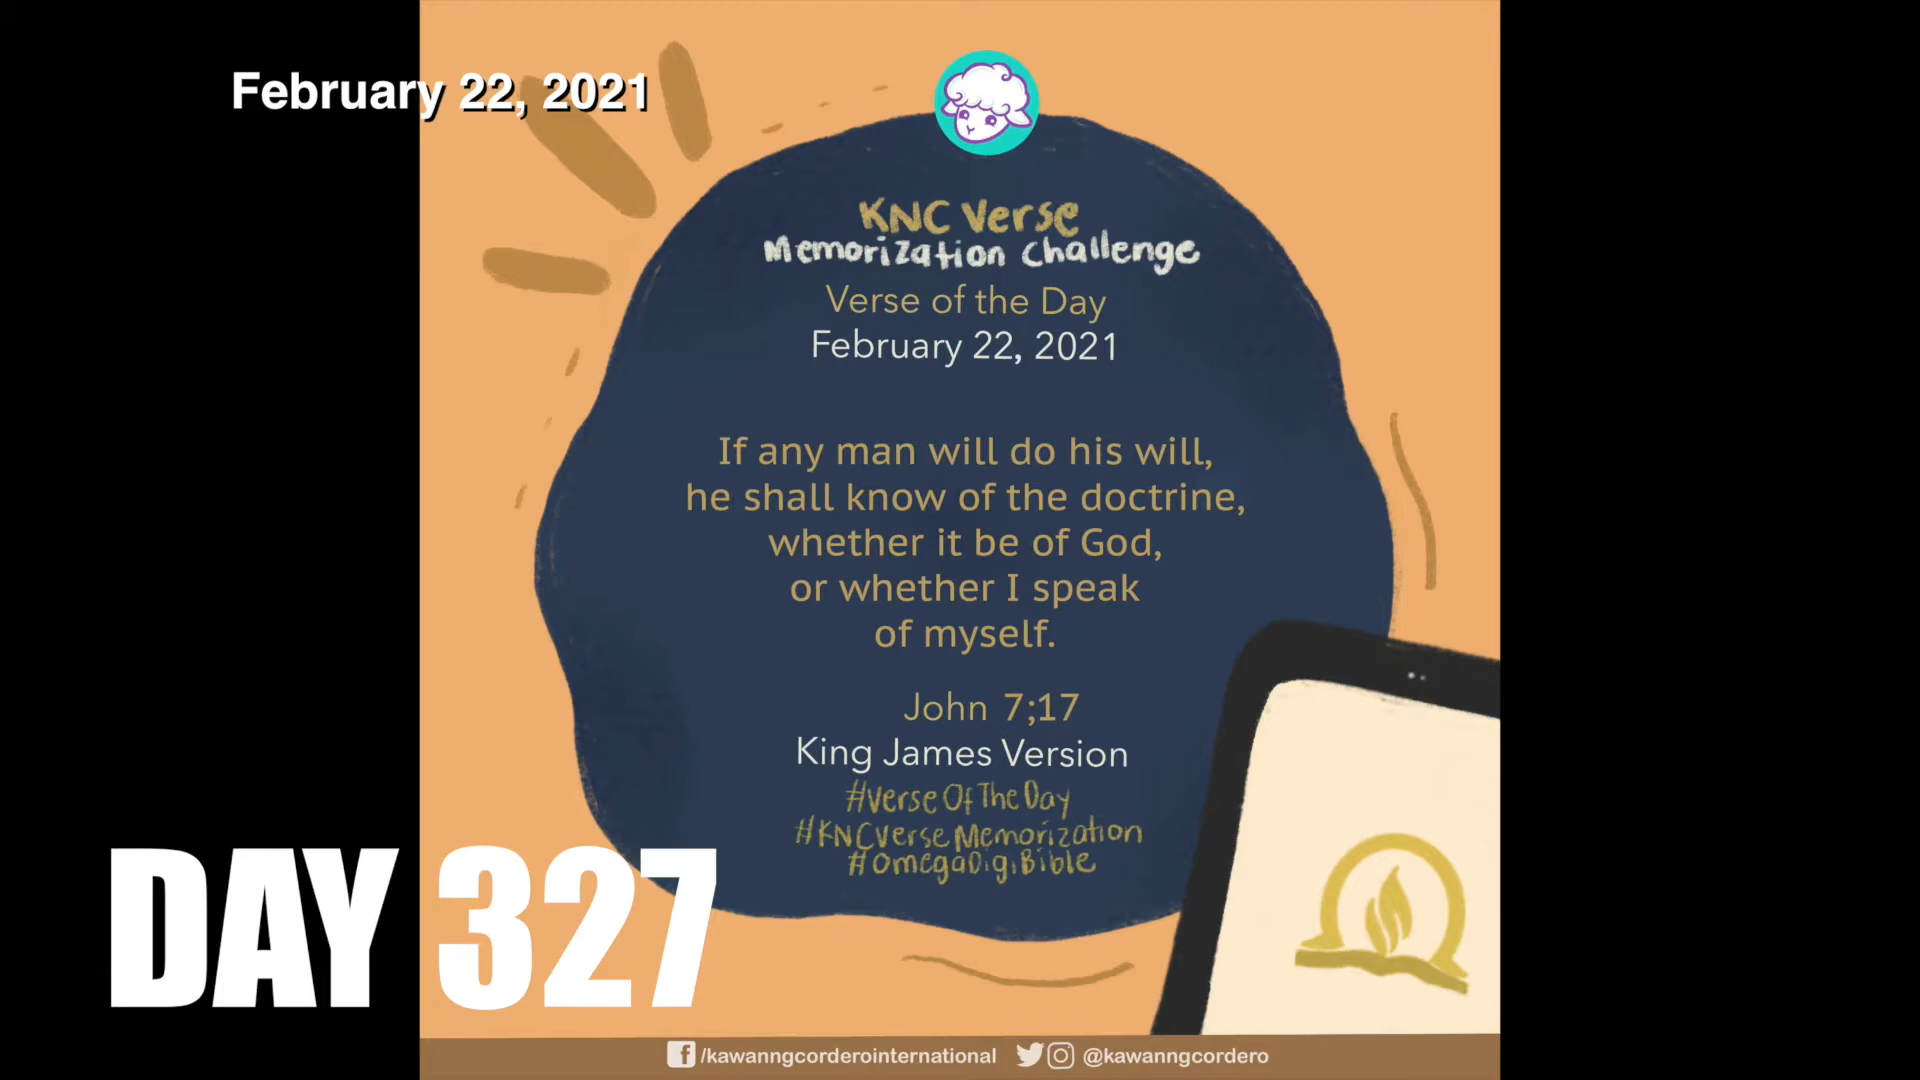 February 22, 2021
KNC Verse
Memorization Challenge
Verse of the Day
February 22, 2021
If any man will do his will,
he shall know of the doctrine,
whether it be of God,
or whether I speak
of myself.
John 7;17
King James Version
#VerseOfTheDay
#KNCVerseMemorization
#OmegaDigiBible
DAY 327
/kawanngcorderointernational @kawanngcordero